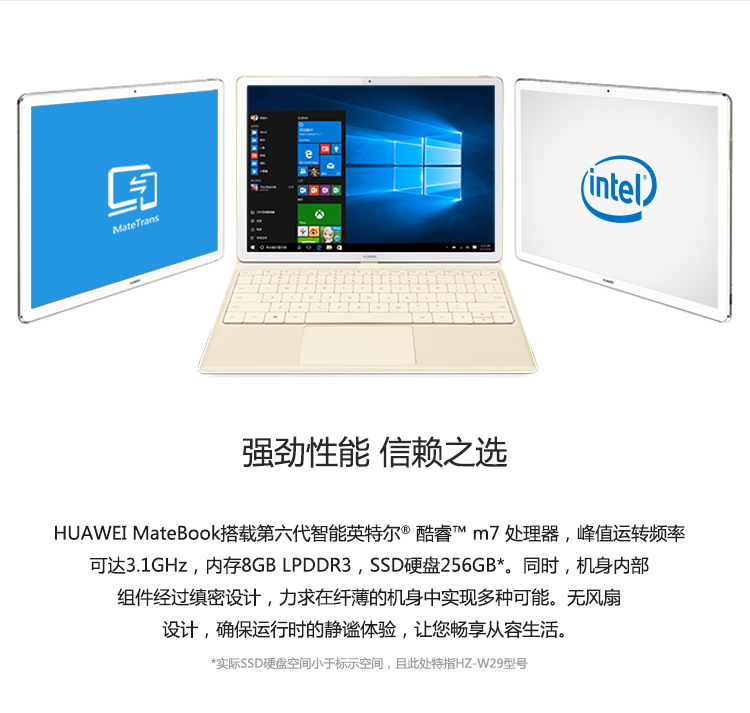 MateTrans
HUAWEI
HUAWEI
HUAWEI
intel
强劲性能 信赖之选
HUAWEI MateBook搭载第六代智能英特尔® 酷睿™ m7 处理器，峰值运转频率
可达3.1GHz，内存8GB LPDDR3，SSD硬盘256GB*。同时，机身内部
组件经过缜密设计，力求在纤薄的机身中实现多种可能。无风扇
设计，确保运行时的静谧体验，让您畅享从容生活。
*实际SSD硬盘空间小于标示空间，且此处特指HZ-W29型号